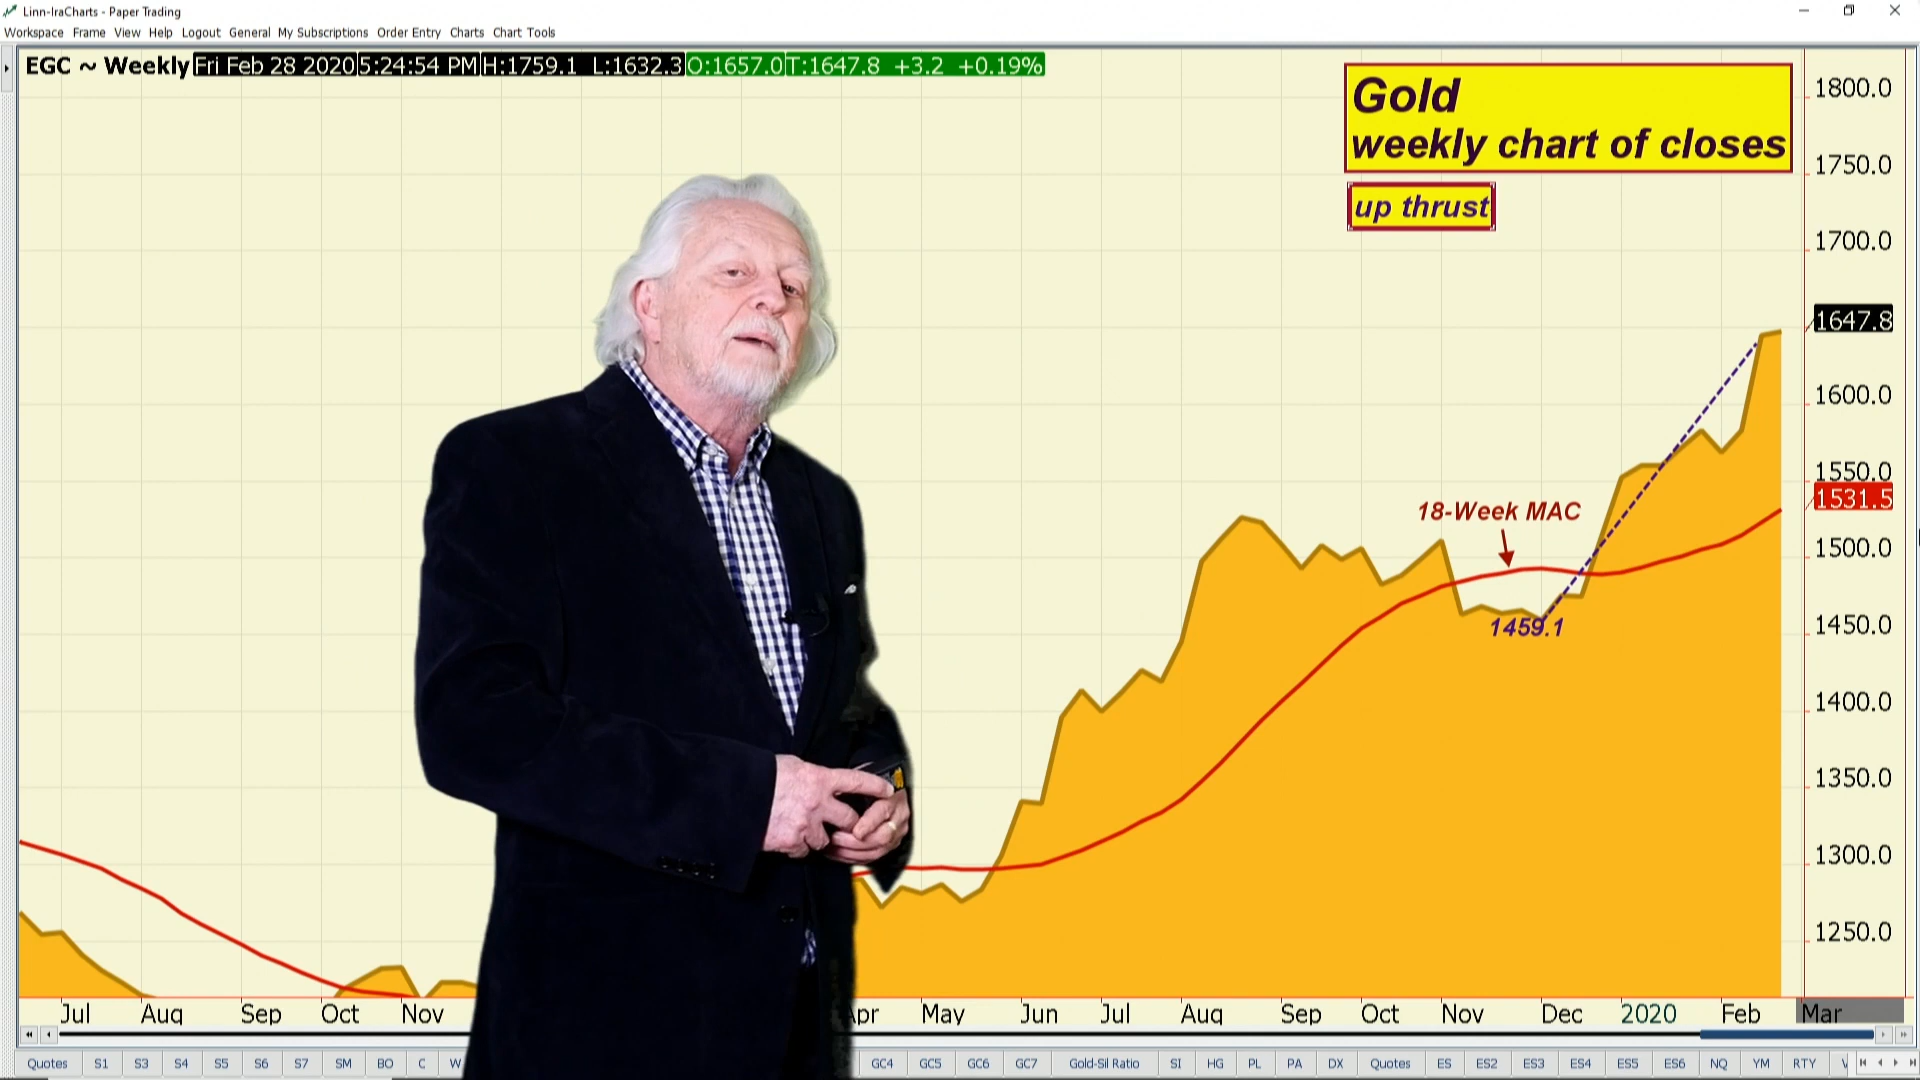 Linn-IraCharts - Paper Trading
Workspace Frame View Help Logout General My Subscriptions Order Entry Charts Chart Tools
EGC ~ Weekly Fri Feb 28 2020 5:24:54 PM H:1759.1 L:1632.3 O:1657.0 T:1647.8 +3.2 +0.19%
Gold
weekly chart of closes
up thrust
1800.0
1750.0
1700.0
1647.8
1600.0
1550.0
1531.5
1500.0
1450.0
1400.0
1350.0
1300.0
1250.0
18-Week MAC
1459.1
Jul Aug Sep Oct Nov Apr May Jun Jul Aug Sep Oct Nov Dec 2020 Feb Mar
Quotes S1 S3 S4 S5 S6 S7 SM BO C W GC4 GC5 GC6 GC7 Gold-Sil Ratio SI HG PL PA DX Quotes ES ES2 ES3 ES4 ES5 ES6 NQ YM RTY